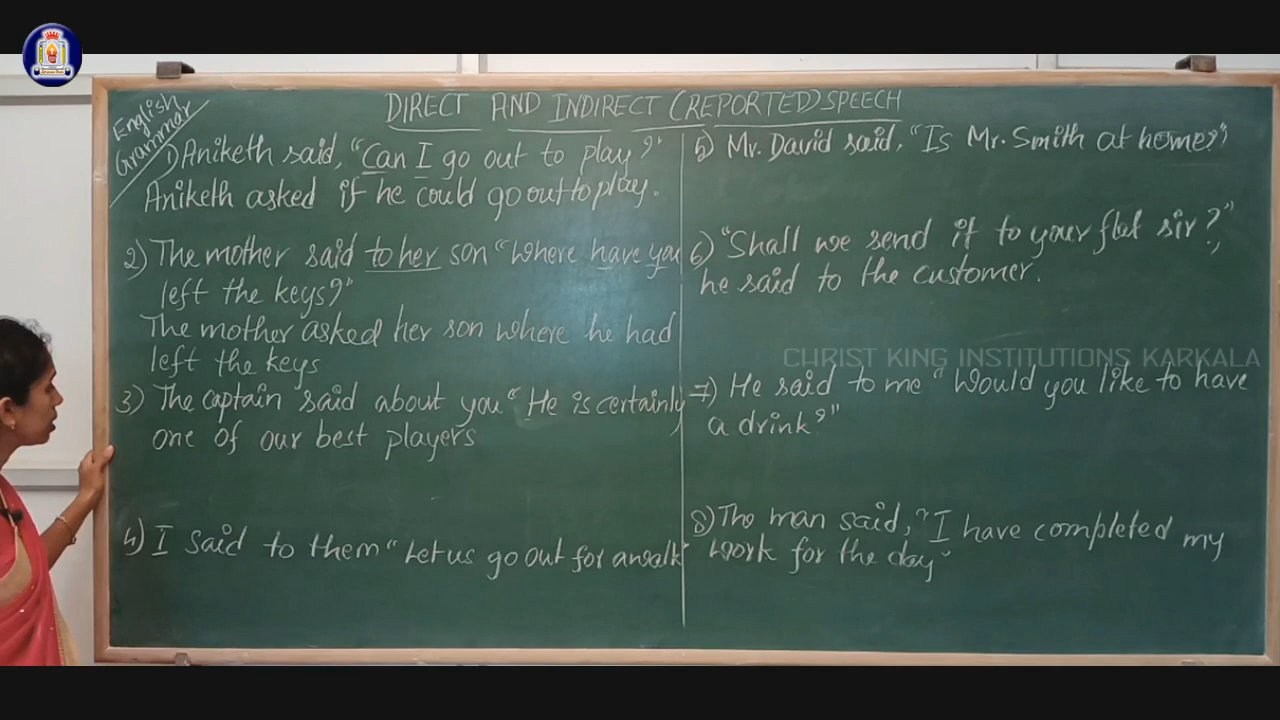 English
Grammar
DIRECT AND INDIRECT (REPORTED) SPEECH
1) Aniketh said, "Can I go out to play?"
Aniketh asked if he could go out to play.
2) The mother said to her son "Where have you
left the keys?"
The mother asked her son where he had
left the keys
3) The captain said about you "He is certainly
one of our best players
4) I said to them "Let us go out for a walk"
5) Mr. David said, "Is Mr. Smith at home?"
6) "Shall we send it to your flat sir?",
he said to the customer.
CHRIST KING INSTITUTIONS KARKALA
7) He said to me "Would you like to have
a drink?"
8) The man said, "I have completed my
work for the day"